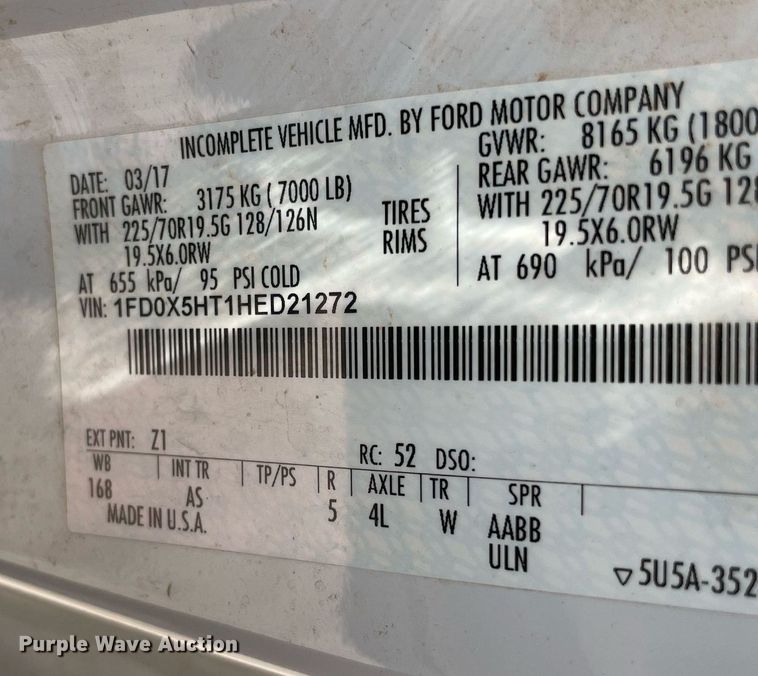 INCOMPLETE VEHICLE MFD. BY FORD MOTOR COMPANY
DATE: 03/17
FRONT GAWR: 3175 KG ( 7000 LB)
WITH 225/70R19.5G 128/126N
19.5X6.0RW
AT 655 kPa/ 95 PSI COLD
TIRES
RIMS
GVWR: 8165 KG (1800
REAR GAWR: 6196 KG
WITH 225/70R19.5G 128
19.5X6.0RW
AT 690 kPa/ 100 PSI
VIN: 1FD0X5HT1HED21272
EXT PNT: Z1
RC: 52 DSO:
WB INT TR TP/PS R AXLE TR SPR
168 AS 5 4L W AABB
MADE IN U.S.A. ULN
▽5U5A-352
Purple Wave Auction